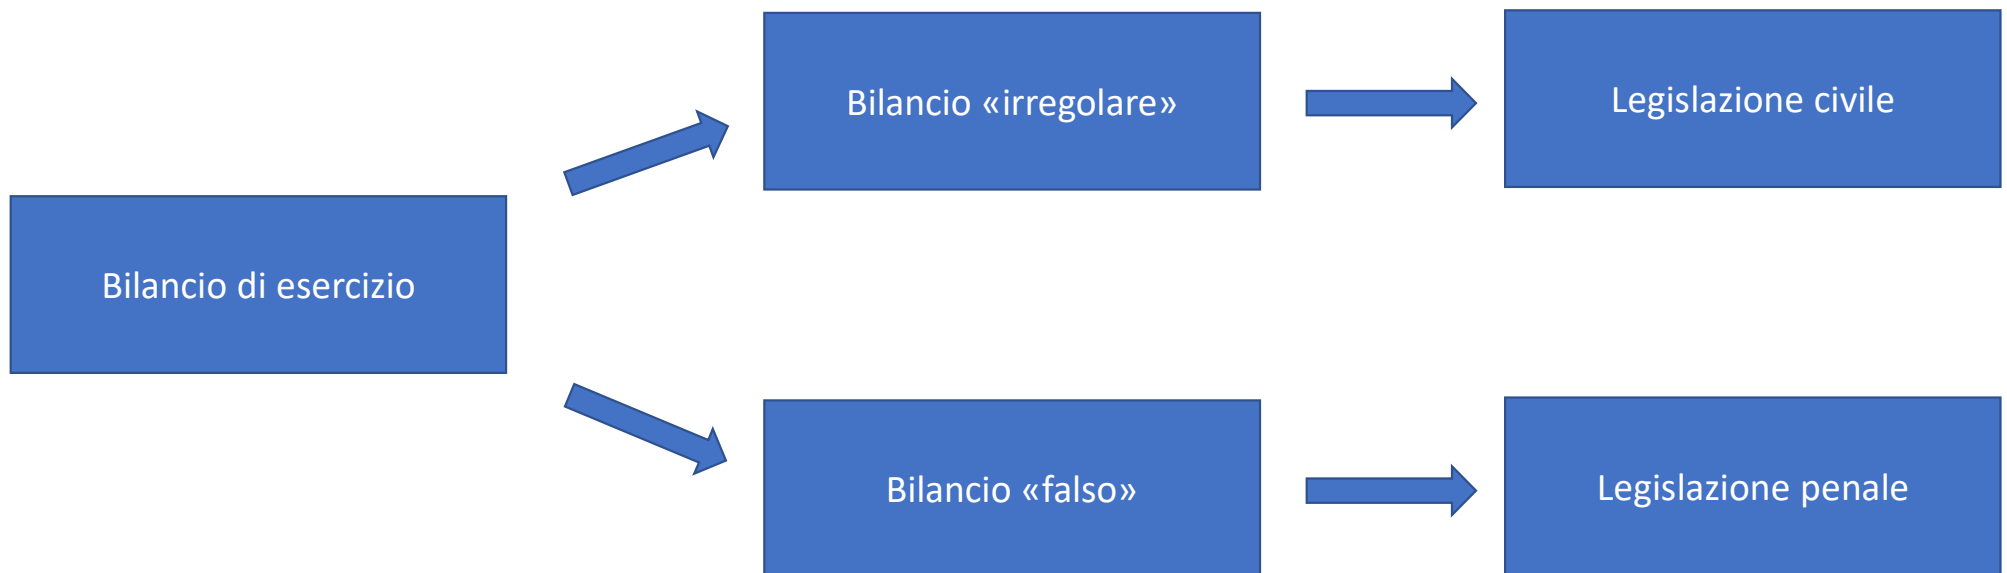 Bilancio di esercizio
Bilancio «irregolare»
Legislazione civile
Bilancio «falso»
Legislazione penale